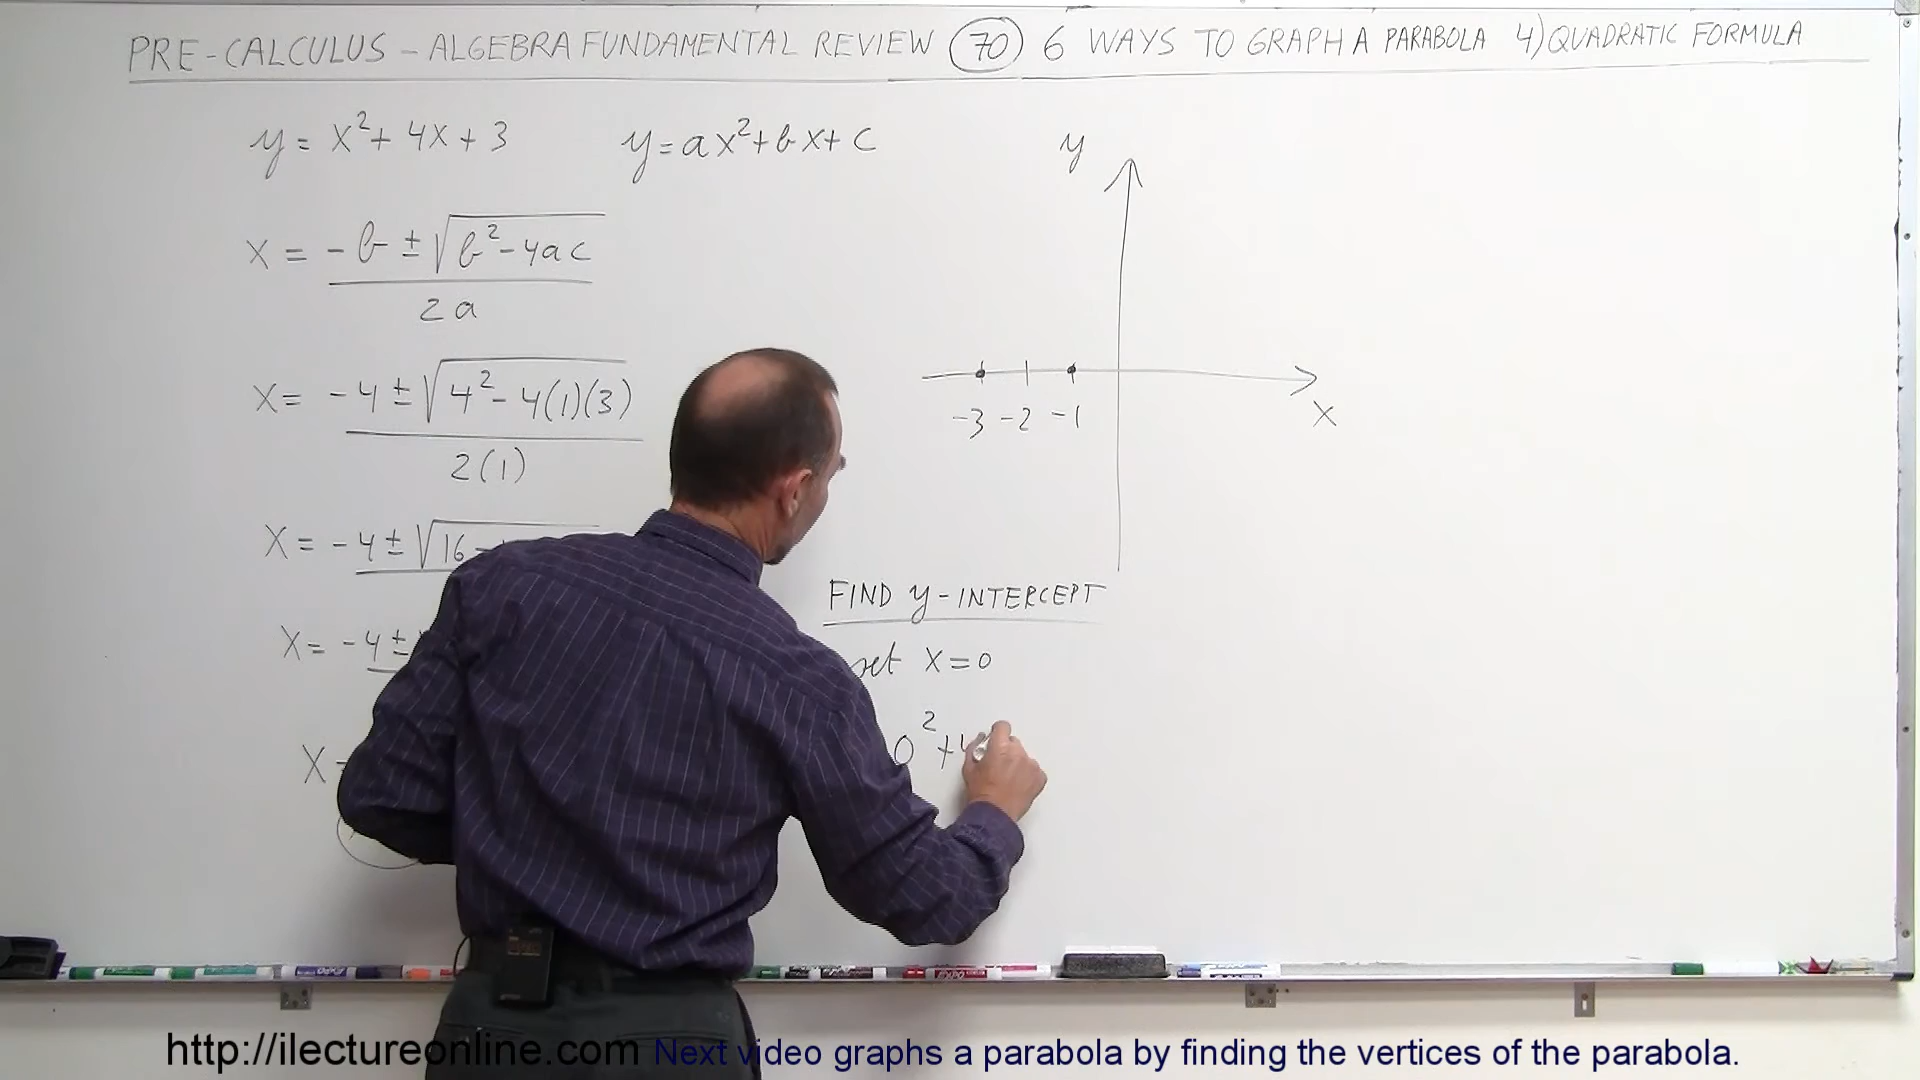 PRE-CALCULUS - ALGEBRA FUNDAMENTAL REVIEW 70 6 WAYS TO GRAPH A PARABOLA 4) QUADRATIC FORMULA
y = x² + 4x + 3
y = ax² + bx + c
x = (-b ± √(b² - 4ac)) / 2a
x = (-4 ± √(4² - 4(1)(3))) / 2(1)
x = -4 ± √16 -
x = -4 ±
x
y
-3 -2 -1
x
FIND y-INTERCEPT
set x = 0
0² + 4
http://ilectureonline.com Next video graphs a parabola by finding the vertices of the parabola.